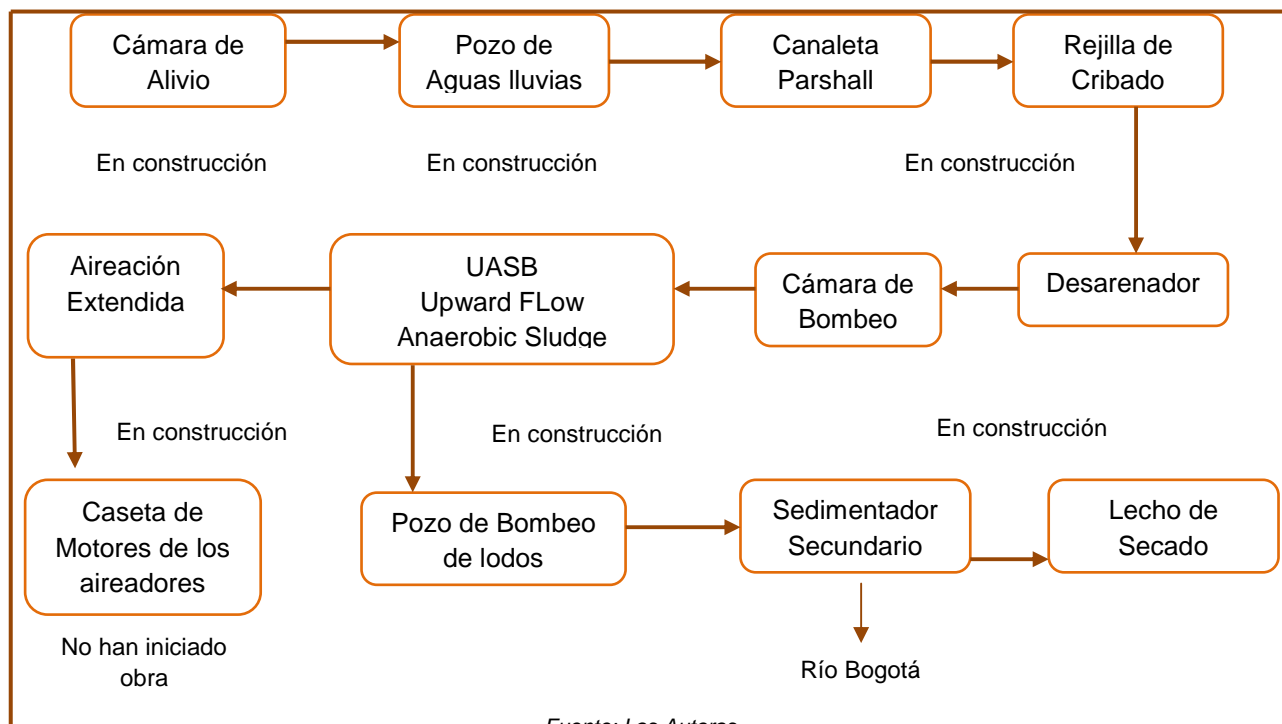 Cámara de
Alivio
Pozo de
Aguas lluvias
Canaleta
Parshall
Rejilla de
Cribado
En construcción
En construcción
En construcción
Aireación
Extendida
UASB
Upward FLow
Anaerobic Sludge
Cámara de
Bombeo
Desarenador
En construcción
En construcción
En construcción
Caseta de
Motores de los
aireadores
Pozo de Bombeo
de lodos
Sedimentador
Secundario
Lecho de
Secado
No han iniciado
obra
Río Bogotá
Fuente: Los Autores